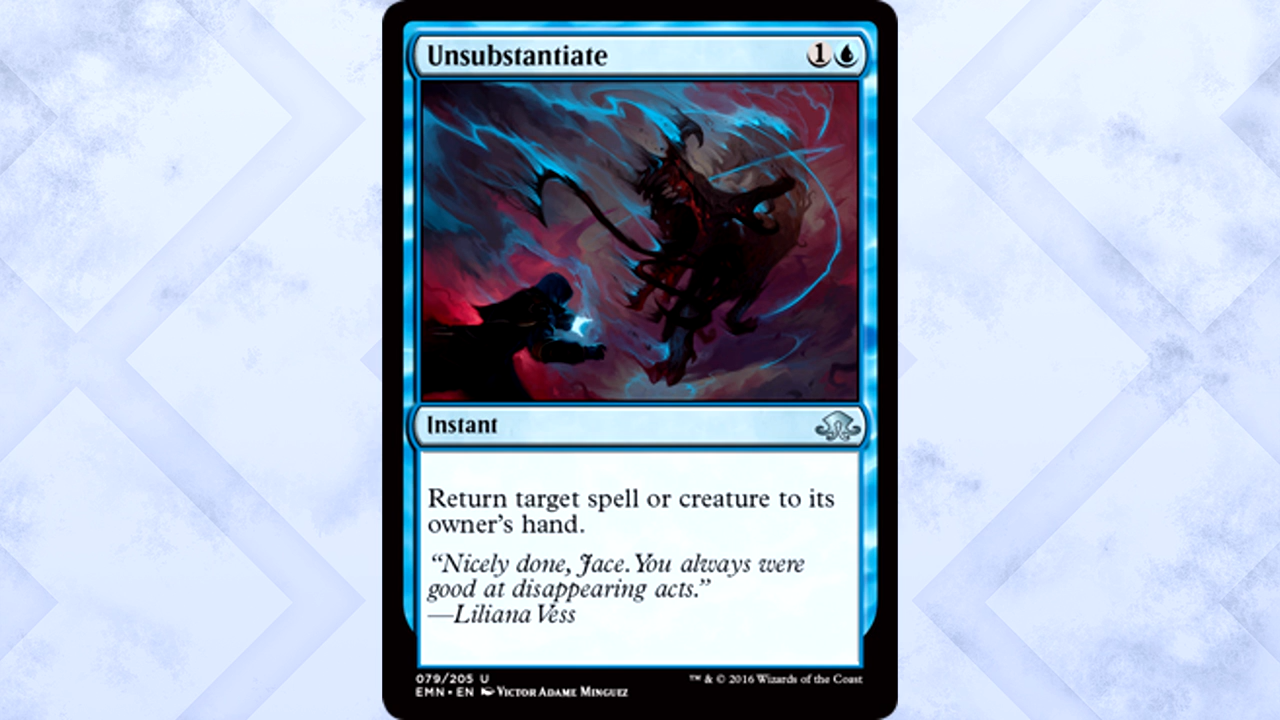 Unsubstantiate 1
Instant
Return target spell or creature to its
owner's hand.
“Nicely done, Jace. You always were
good at disappearing acts.”
—Liliana Vess
079/205 U
EMN • EN Victor Adame Minguez
™ & © 2016 Wizards of the Coast